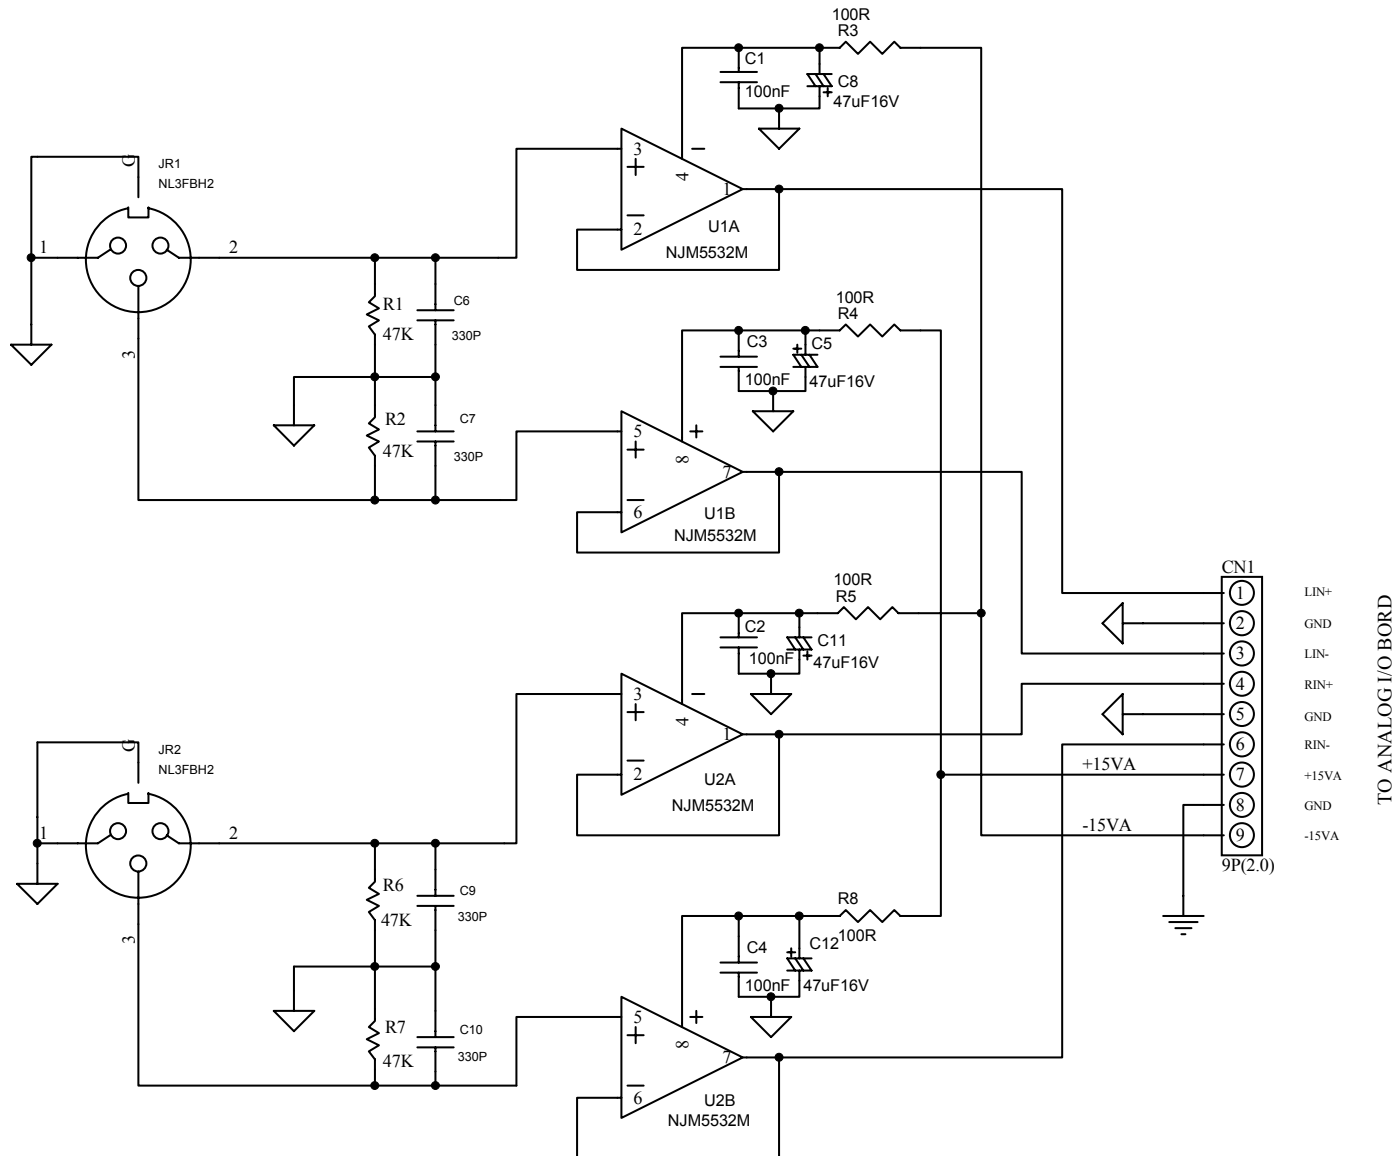 100R
R3
C1
100nF
C8
+
47uF16V
G
JR1
NL3FBH2
1
2
3
3
+
−
2
4
−
1
U1A
NJM5532M
R1
47K
C6
330P
R2
47K
C7
330P
100R
R4
C3
100nF
+
C5
47uF16V
5
+
−
6
8
+
7
U1B
NJM5532M
100R
R5
C2
100nF
C11
+
47uF16V
3
+
−
2
4
−
1
U2A
NJM5532M
G
JR2
NL3FBH2
1
2
3
R6
47K
C9
330P
R7
47K
C10
330P
R8
100R
C4
100nF
+
C12
47uF16V
5
+
−
6
8
+
7
U2B
NJM5532M
CN1
1 LIN+
2 GND
3 LIN-
4 RIN+
5 GND
6 RIN-
+15VA 7 +15VA
8 GND
-15VA 9 -15VA
9P(2.0)
TO ANALOG I/O BORD